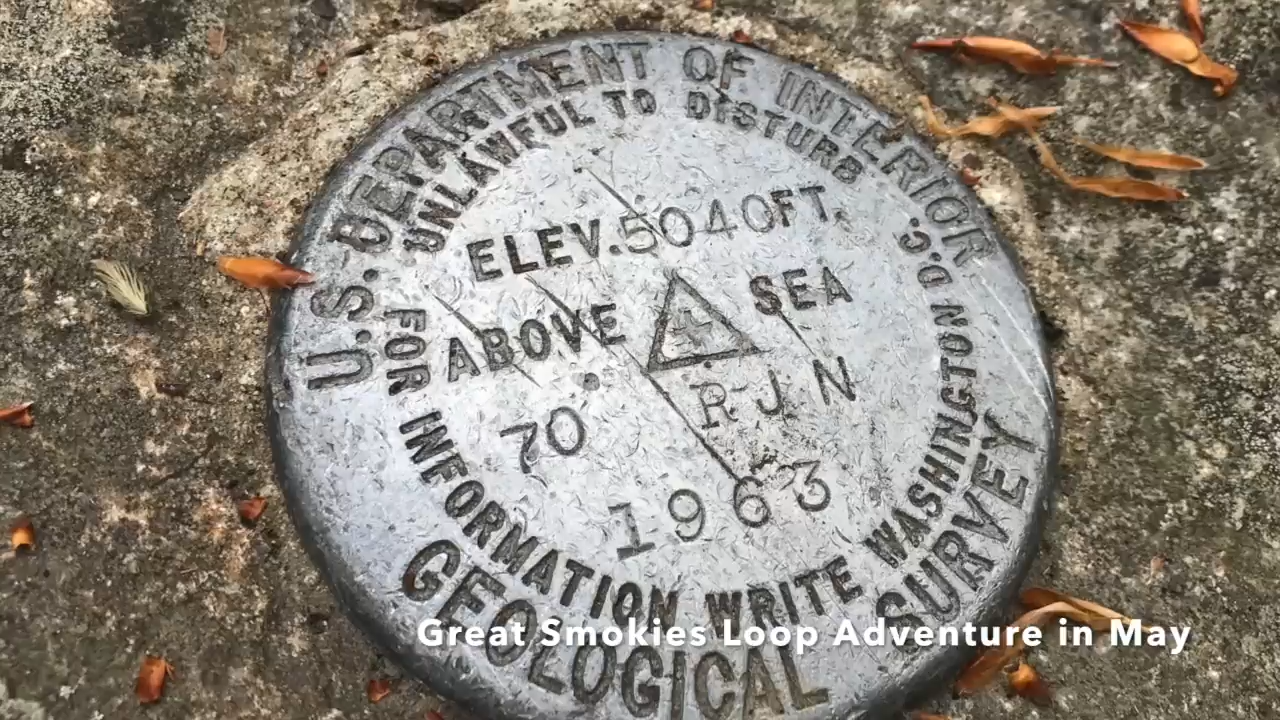 U.S. DEPARTMENT OF INTERIOR
UNLAWFUL TO DISTURB
ELEV. 5040 FT.
ABOVE SEA
70 RJN
1963
FOR INFORMATION WRITE WASHINGTON D.C.
GEOLOGICAL SURVEY
Great Smokies Loop Adventure in May